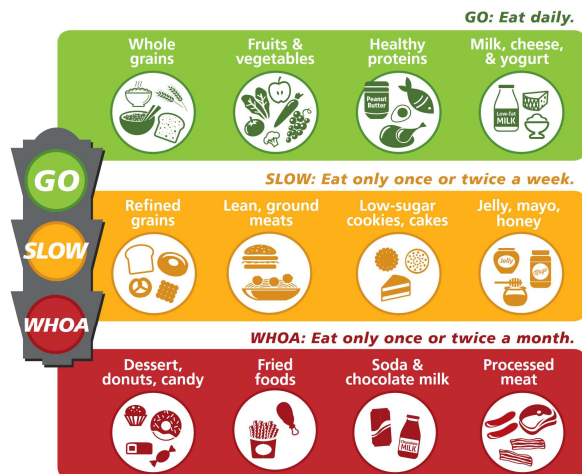 GO: Eat daily.
Whole
grains
Fruits &
vegetables
Healthy
proteins
Milk, cheese,
& yogurt
Peanut
Butter
Low-fat
MILK
GO
SLOW: Eat only once or twice a week.
Refined
grains
Lean, ground
meats
Low-sugar
cookies, cakes
Jelly, mayo,
honey
Jelly
Mayo
SLOW
WHOA: Eat only once or twice a month.
WHOA
Dessert,
donuts, candy
Fried
foods
Soda &
chocolate milk
Processed
meat
Chocolate
MILK